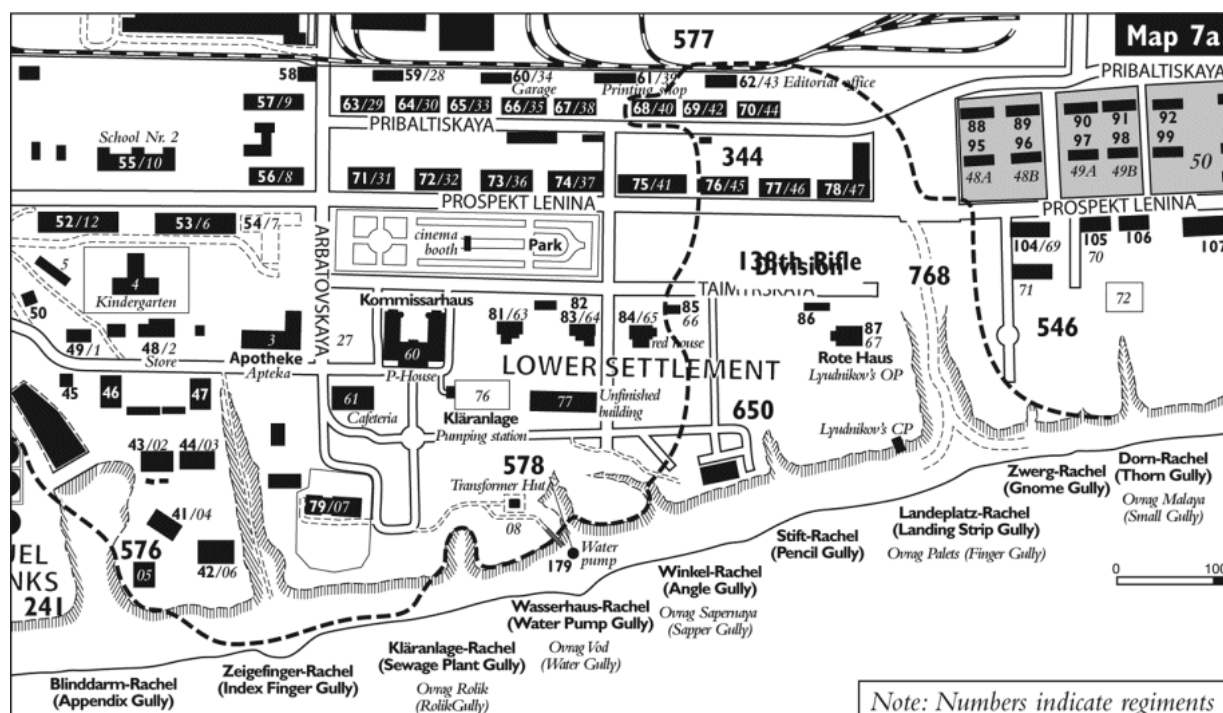 577
Map 7a
PRIBALTISKAYA
58
59/28
60/34
Garage
61/39
Printing shop
62/43 Editorial office
57/9
63/29
64/30
65/33
66/35
67/38
68/40
69/42
70/44
PRIBALTISKAYA
88
89
90
91
92
95
96
97
98
99
48A
48B
49A
49B
50
School Nr. 2
55/10
56/8
344
71/31
72/32
73/36
74/37
75/41
76/45
77/46
78/47
PROSPEKT LENINA
PROSPEKT LENINA
52/12
53/6
54/7
ARBATOVSKAYA
cinema
booth
Park
104/69
105
70
106
107
5
4
Kindergarten
138th Rifle
Division
768
71
72
50
Kommissarhaus
81/63
82
83/64
84/65
85
66
86
87
67
546
49/1
48/2
Store
3
Apotheke
Apteka
27
60
P-House
red house
Rote Haus
Lyudnikov's OP
LOWER SETTLEMENT
45
46
47
61
Cafeteria
76
Kläranlage
Pumping station
77
Unfinished
building
650
43/02
44/03
Lyudnikov's CP
578
Transformer Hut
08
79/07
41/04
42/06
576
05
241
179
Water
pump
Dorn-Rachel
(Thorn Gully)
Ovrag Malaya
(Small Gully)
Zwerg-Rachel
(Gnome Gully)
Landeplatz-Rachel
(Landing Strip Gully)
Ovrag Palets (Finger Gully)
Stift-Rachel
(Pencil Gully)
Winkel-Rachel
(Angle Gully)
Ovrag Sapernaya
(Sapper Gully)
Wasserhaus-Rachel
(Water Pump Gully)
Ovrag Vod
(Water Gully)
Kläranlage-Rachel
(Sewage Plant Gully)
Ovrag Rolik
(RolikGully)
Zeigefinger-Rachel
(Index Finger Gully)
Blinddarm-Rachel
(Appendix Gully)
0
100
Note: Numbers indicate regiments